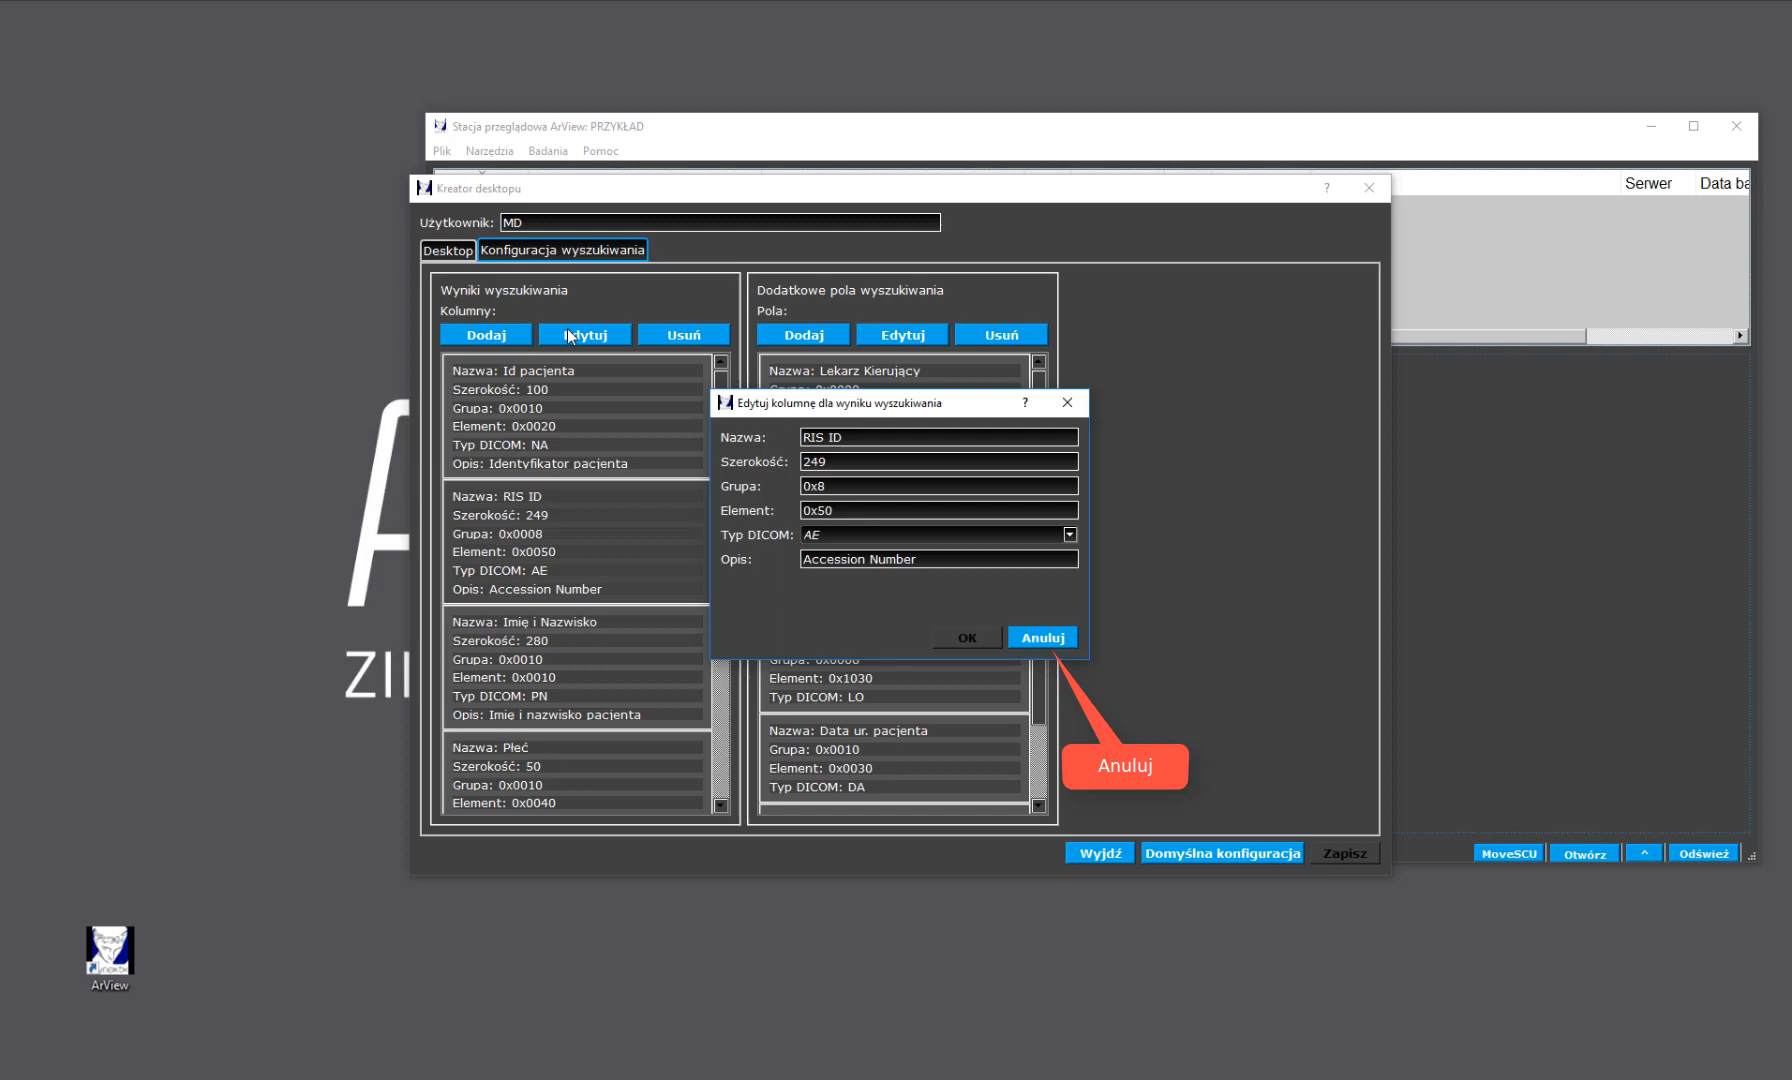 Stacja przeglądowa ArView: PRZYKŁAD
Plik Narzędzia Badania Pomoc
Serwer
Kreator desktopu ?
Użytkownik: MD
Desktop Konfiguracja wyszukiwania
Wyniki wyszukiwania
Kolumny:
Dodaj Usuń
Nazwa: Id pacjenta
Szerokość: 100
Grupa: 0x0010
Element: 0x0020
Typ DICOM: NA
Opis: Identyfikator pacjenta
Nazwa: RIS ID
Szerokość: 249
Grupa: 0x0008
Element: 0x0050
Typ DICOM: AE
Opis: Accession Number
Nazwa: Imię i Nazwisko
Szerokość: 280
Grupa: 0x0010
Element: 0x0010
Typ DICOM: PN
Opis: Imię i nazwisko pacjenta
Nazwa: Płeć
Szerokość: 50
Grupa: 0x0010
Element: 0x0040
Dodatkowe pola wyszukiwania
Pola:
Dodaj Edytuj Usuń
Nazwa: Lekarz Kierujący
Edytuj kolumnę dla wyniku wyszukiwania ?
Nazwa: RIS ID
Szerokość: 249
Grupa: 0x8
Element: 0x50
Typ DICOM: AE
Opis: Accession Number
OK Anuluj
Element: 0x1030
Typ DICOM: LO
Nazwa: Data ur. pacjenta
Grupa: 0x0010
Element: 0x0030
Typ DICOM: DA
Anuluj
Wyjdź Domyślna konfiguracja Zapisz
MoveSCU Otwórz ^ Odśwież
ArView